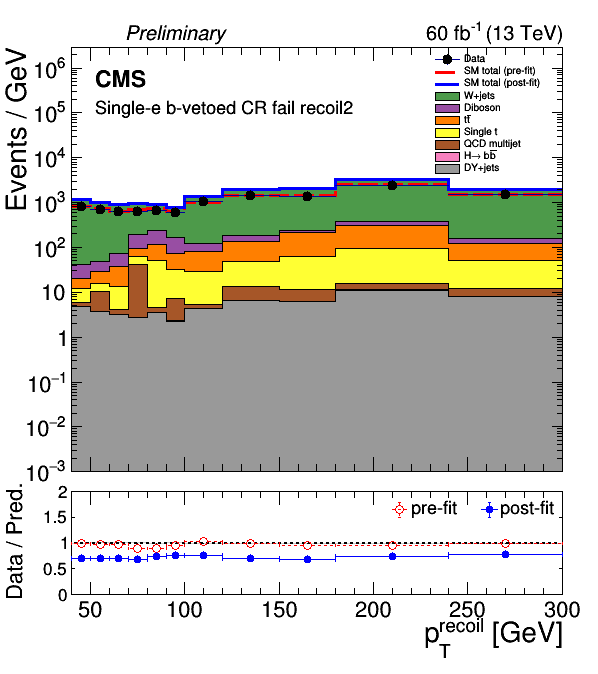 Preliminary
60 fb⁻¹ (13 TeV)
Events / GeV
10⁶
10⁵
10⁴
10³
10²
10
1
10⁻¹
10⁻²
10⁻³
CMS
Single-e b-vetoed CR fail recoil2
Data
SM total (pre-fit)
SM total (post-fit)
W+jets
Diboson
tt̅
Single t
QCD multijet
H→ bb̅
DY+jets
Data / Pred.
2
1.5
1
0.5
0
pre-fit
post-fit
50 100 150 200 250 300
p_T^recoil [GeV]